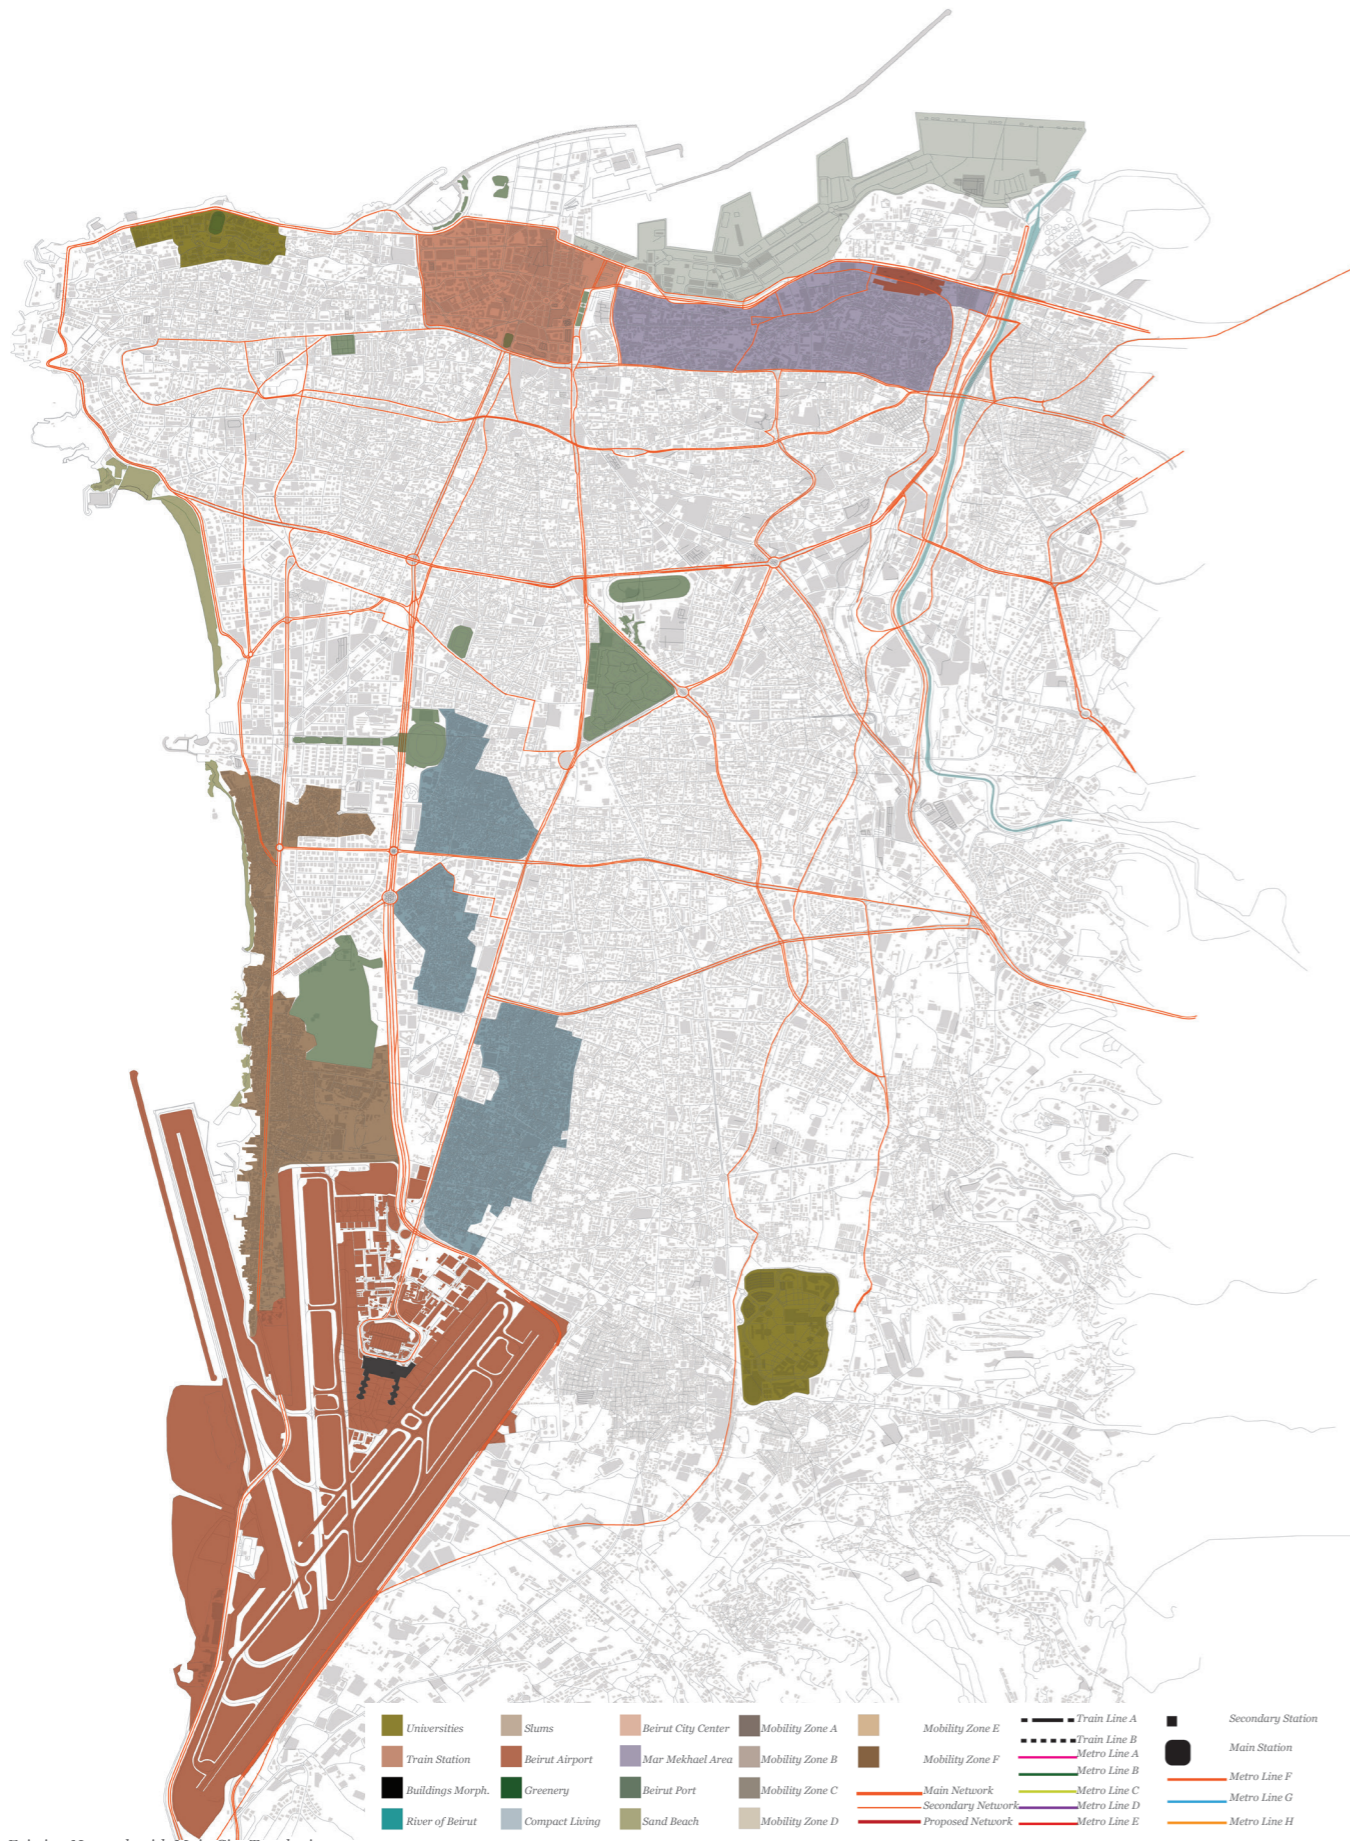 Universities
Train Station
Buildings Morph.
River of Beirut
Slums
Beirut Airport
Greenery
Compact Living
Beirut City Center
Mar Mekhael Area
Beirut Port
Sand Beach
Mobility Zone A
Mobility Zone B
Mobility Zone C
Mobility Zone D
Mobility Zone E
Mobility Zone F
Main Network
Secondary Network
Proposed Network
Train Line A
Train Line B
Metro Line A
Metro Line B
Metro Line C
Metro Line D
Metro Line E
Secondary Station
Main Station
Metro Line F
Metro Line G
Metro Line H